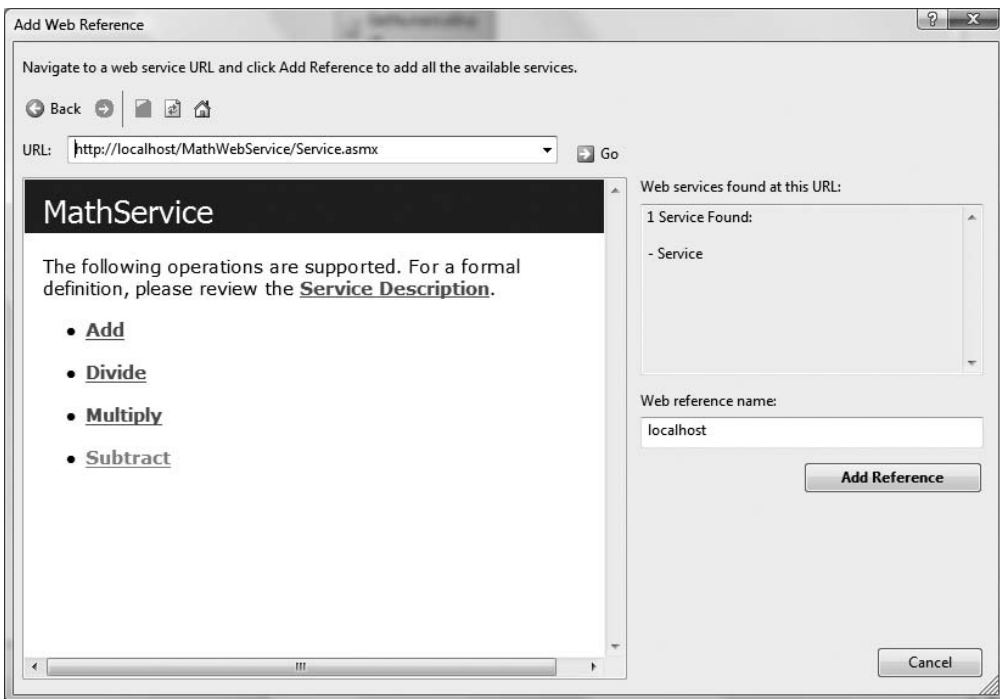 Add Web Reference
Navigate to a web service URL and click Add Reference to add all the available services.
Back
URL: http://localhost/MathWebService/Service.asmx Go
MathService
The following operations are supported. For a formal
definition, please review the Service Description.
• Add
• Divide
• Multiply
• Subtract
Web services found at this URL:
1 Service Found:
- Service
Web reference name:
localhost
Add Reference
Cancel